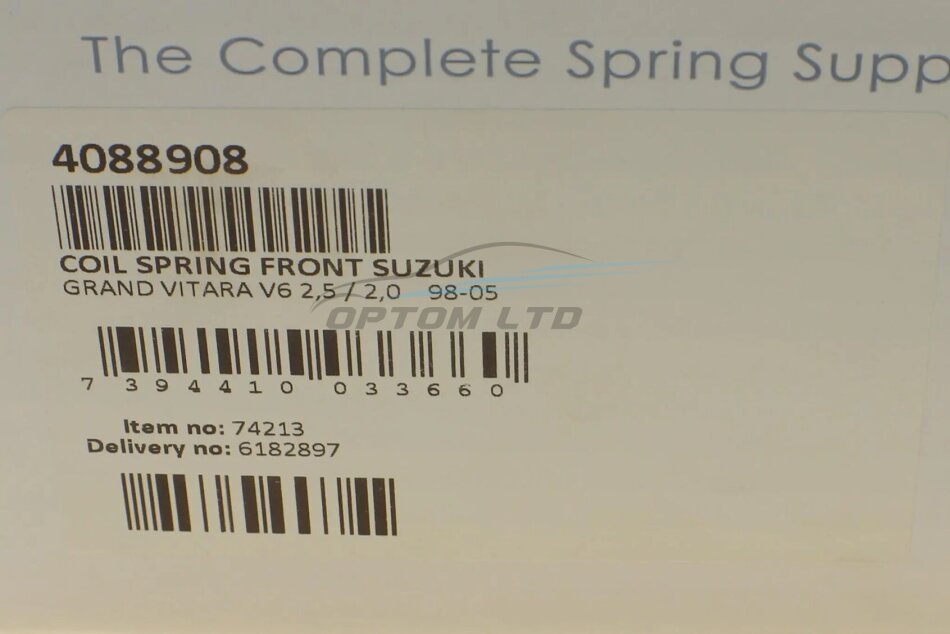 The Complete Spring Supp
4088908
COIL SPRING FRONT SUZUKI
GRAND VITARA V6 2,5 / 2,0 98-05
OPTOM LTD
7 394410 033660
Item no: 74213
Delivery no: 6182897